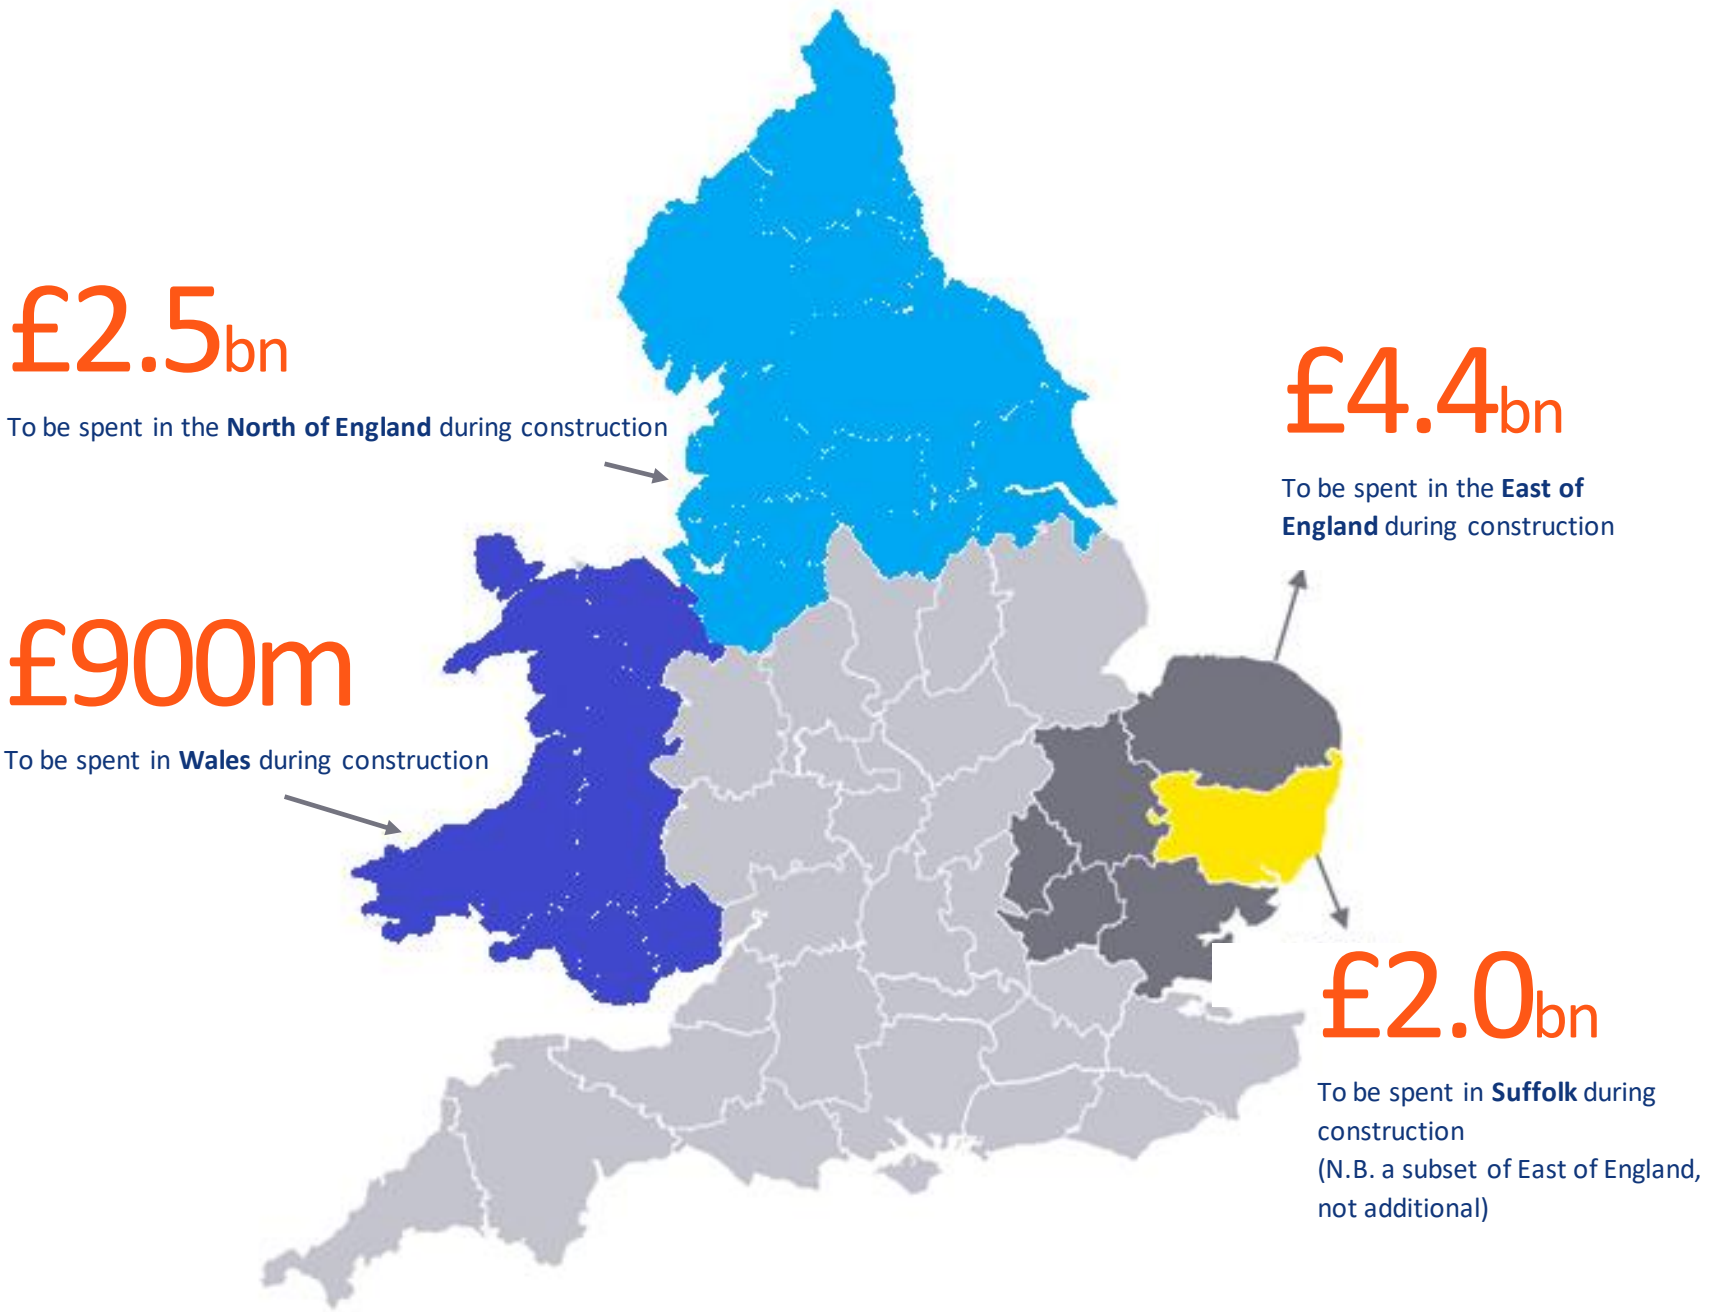 £2.5bn
To be spent in the North of England during construction
£900m
To be spent in Wales during construction
£4.4bn
To be spent in the East of
England during construction
£2.0bn
To be spent in Suffolk during
construction
(N.B. a subset of East of England,
not additional)